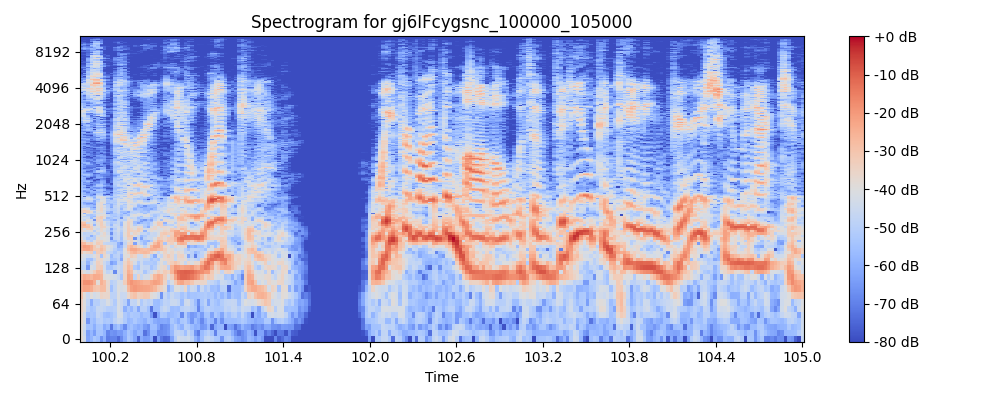 Spectrogram for gj6IFcygsnc_100000_105000
8192
4096
2048
1024
512
256
128
64
0
Hz
100.2 100.8 101.4 102.0 102.6 103.2 103.8 104.4 105.0
Time
+0 dB
-10 dB
-20 dB
-30 dB
-40 dB
-50 dB
-60 dB
-70 dB
-80 dB